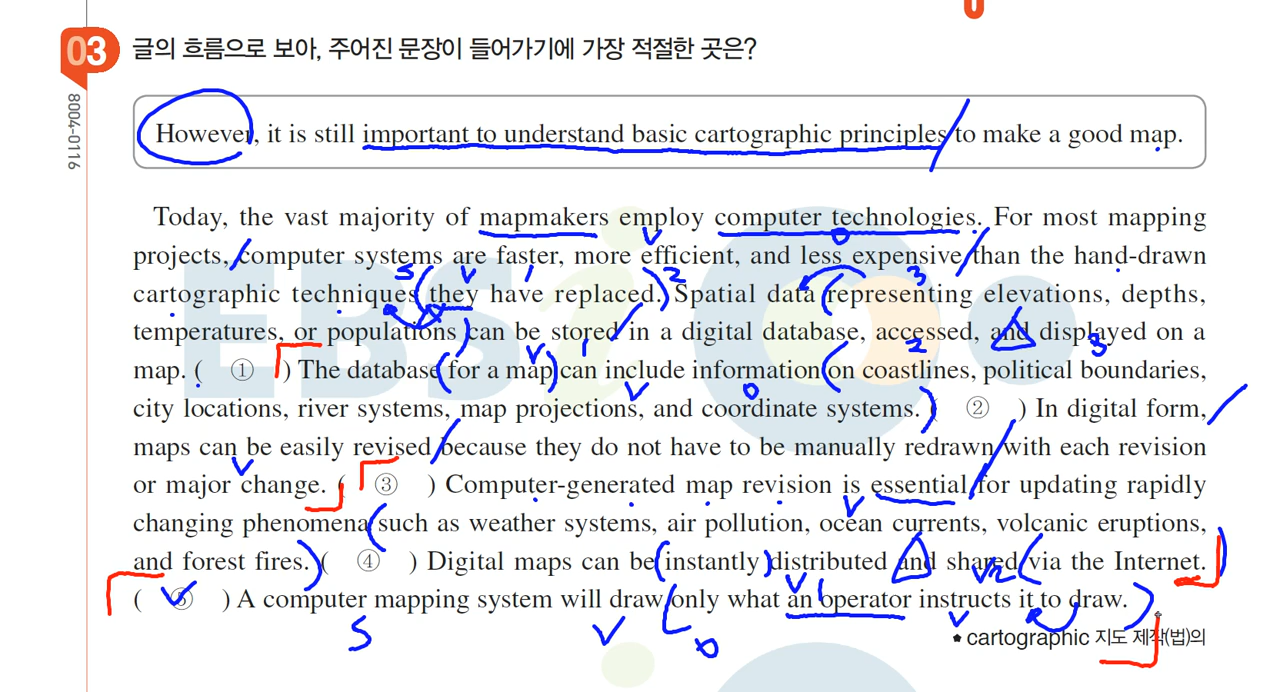 03 글의 흐름으로 보아, 주어진 문장이 들어가기에 가장 적절한 곳은?
8004-0116
However, it is still important to understand basic cartographic principles to make a good map.
Today, the vast majority of mapmakers employ computer technologies. For most mapping
projects, computer systems are faster, more efficient, and less expensive than the hand-drawn
cartographic techniques they have replaced. Spatial data representing elevations, depths,
temperatures, or populations can be stored in a digital database, accessed, and displayed on a
map. ( ① ) The database for a map can include information on coastlines, political boundaries,
city locations, river systems, map projections, and coordinate systems. ( ② ) In digital form,
maps can be easily revised because they do not have to be manually redrawn with each revision
or major change. ( ③ ) Computer-generated map revision is essential for updating rapidly
changing phenomena such as weather systems, air pollution, ocean currents, volcanic eruptions,
and forest fires. ( ④ ) Digital maps can be instantly distributed and shared via the Internet.
( ⑤ ) A computer mapping system will draw only what an operator instructs it to draw.
* cartographic 지도 제작(법)의
EBS